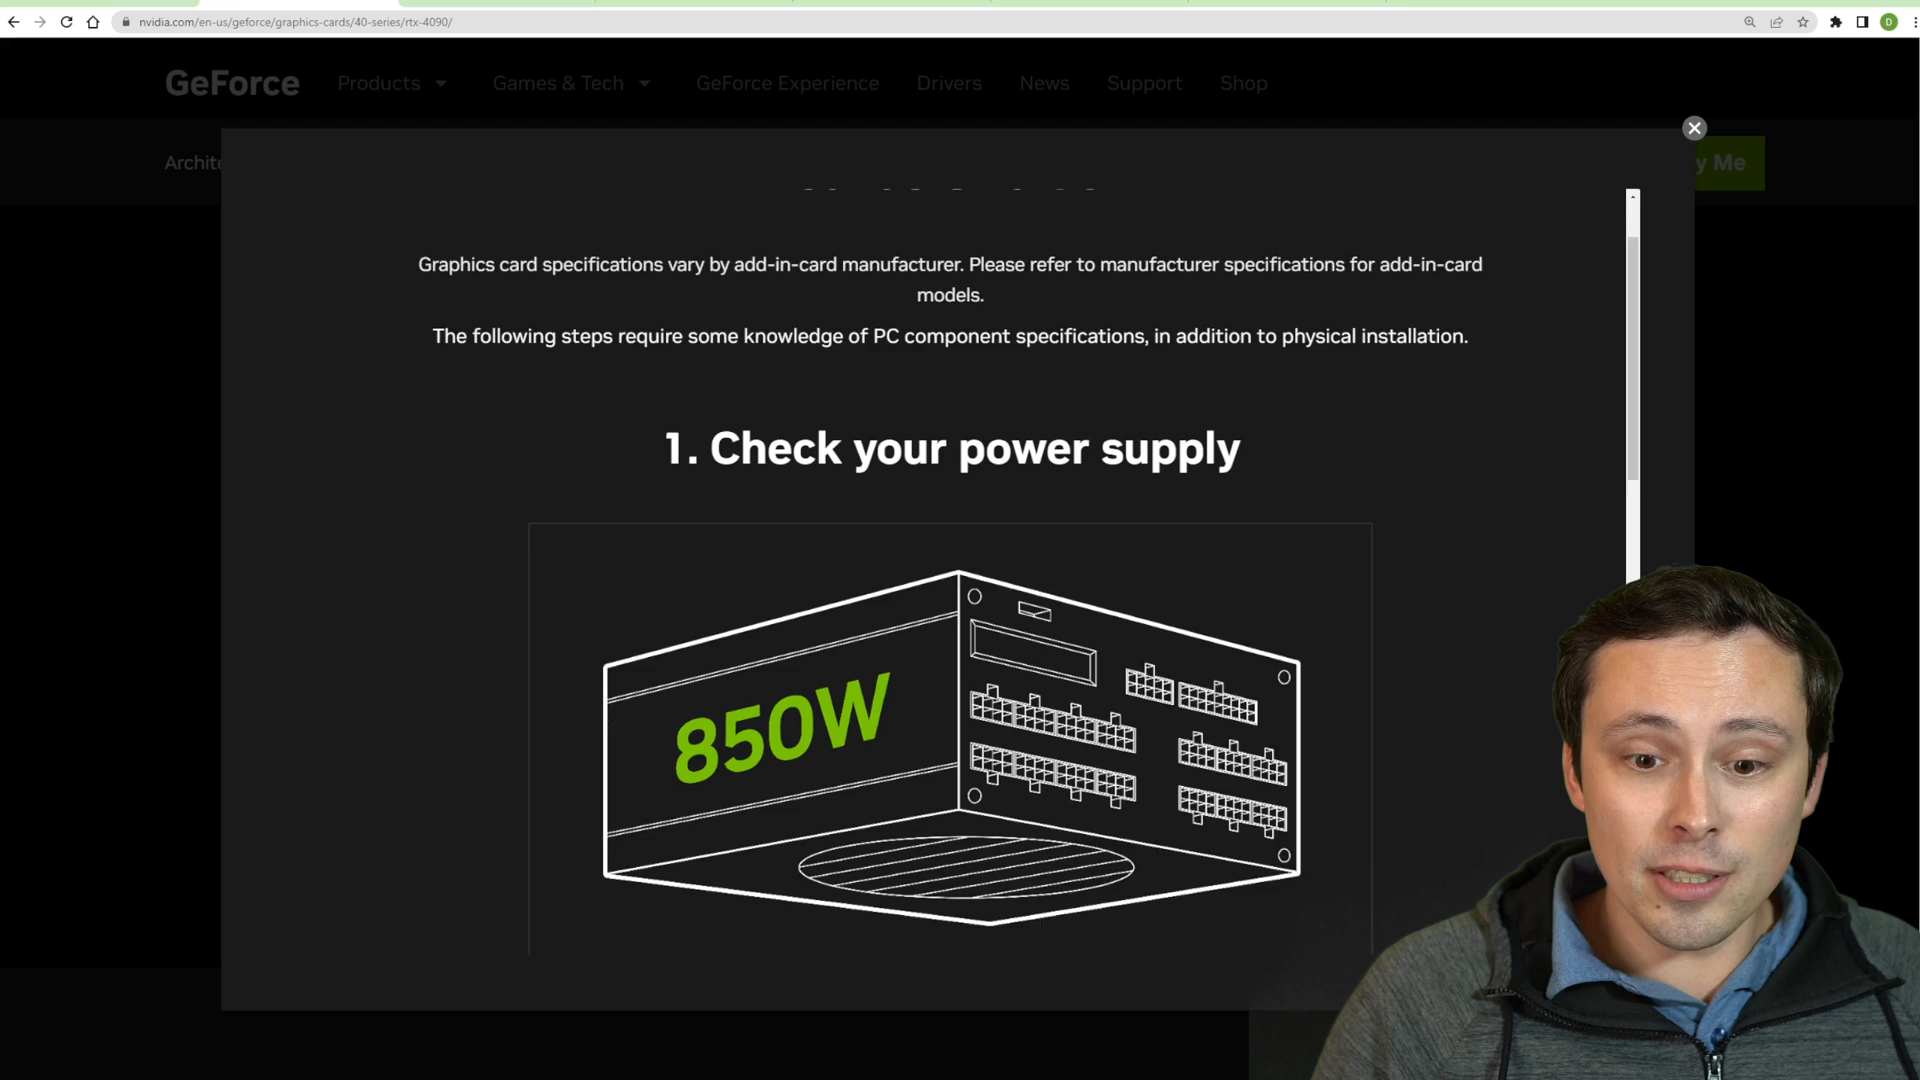 nvidia.com/en-us/geforce/graphics-cards/40-series/rtx-4090/
D
GeForce Products Games & Tech GeForce Experience Drivers News Support Shop
Archite
y Me
Graphics card specifications vary by add-in-card manufacturer. Please refer to manufacturer specifications for add-in-card
models.
The following steps require some knowledge of PC component specifications, in addition to physical installation.
1. Check your power supply
850W